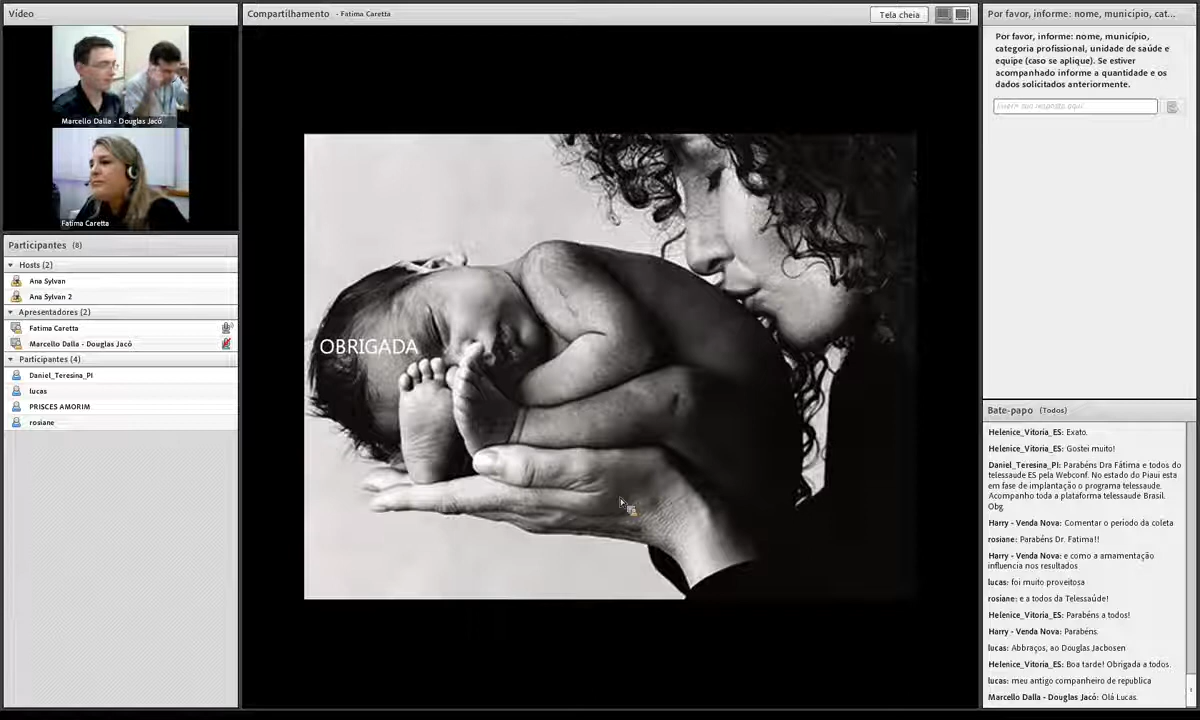 Vídeo
Marcello Dalla - Douglas Jacó
Fatima Caretta
Participantes (8)
Hosts (2)
Ana Sylvan
Ana Sylvan 2
Apresentadores (2)
Fatima Caretta
Marcello Dalla - Douglas Jacó
Participantes (4)
Daniel_Teresina_PI
lucas
PRISCES AMORIM
rosiane
Compartilhamento - Fatima Caretta
Tela cheia
OBRIGADA
Por favor, informe: nome, município, cat...
Por favor, informe: nome, município,
categoria profissional, unidade de saúde e
equipe (caso se aplique). Se estiver
acompanhado informe a quantidade e os
dados solicitados anteriormente.
sua resposta aqui
Bate-papo (Todos)
Helenice_Vitoria_ES: Exato.
Helenice_Vitoria_ES: Gostei muito!
Daniel_Teresina_PI: Parabéns Dra Fátima e todos do
telessaude ES pela Webconf. No estado do Piaui esta
em fase de implantação o programa telessaude.
Acompanho toda a plataforma telessaude Brasil.
Obg.
Harry - Venda Nova: Comentar o período da coleta
rosiane: Parabéns Dr. Fatima!!
Harry - Venda Nova: e como a amamentação
influencia nos resultados
lucas: foi muito proveitosa
rosiane: e a todos da Telessaúde!
Helenice_Vitoria_ES: Parabéns a todos!
Harry - Venda Nova: Parabéns.
lucas: Abbraços, ao Douglas Jacbosen
Helenice_Vitoria_ES: Boa tarde! Obrigada a todos.
lucas: meu antigo companheiro de republica
Marcello Dalla - Douglas Jacó: Olá Lucas.